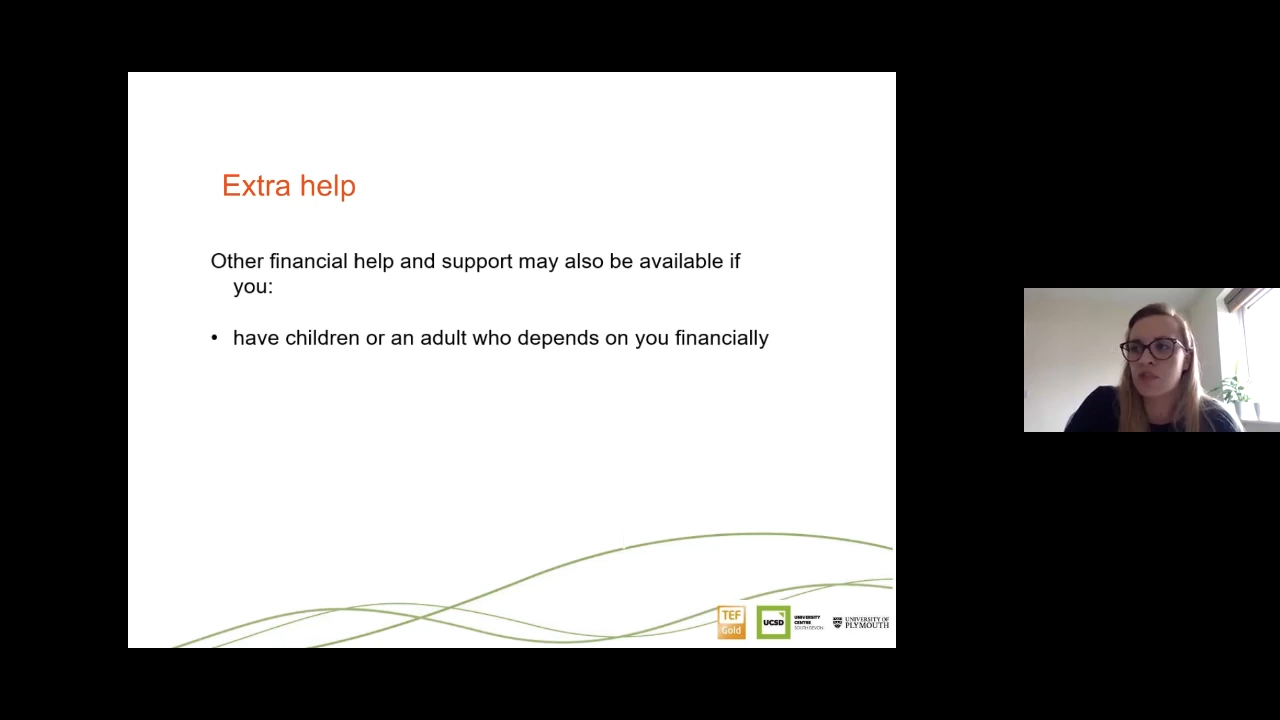 Extra help
Other financial help and support may also be available if
you:
• have children or an adult who depends on you financially
TEF
Gold
UCSD
UNIVERSITY
CENTRE
SOUTH DEVON
UNIVERSITY OF
PLYMOUTH